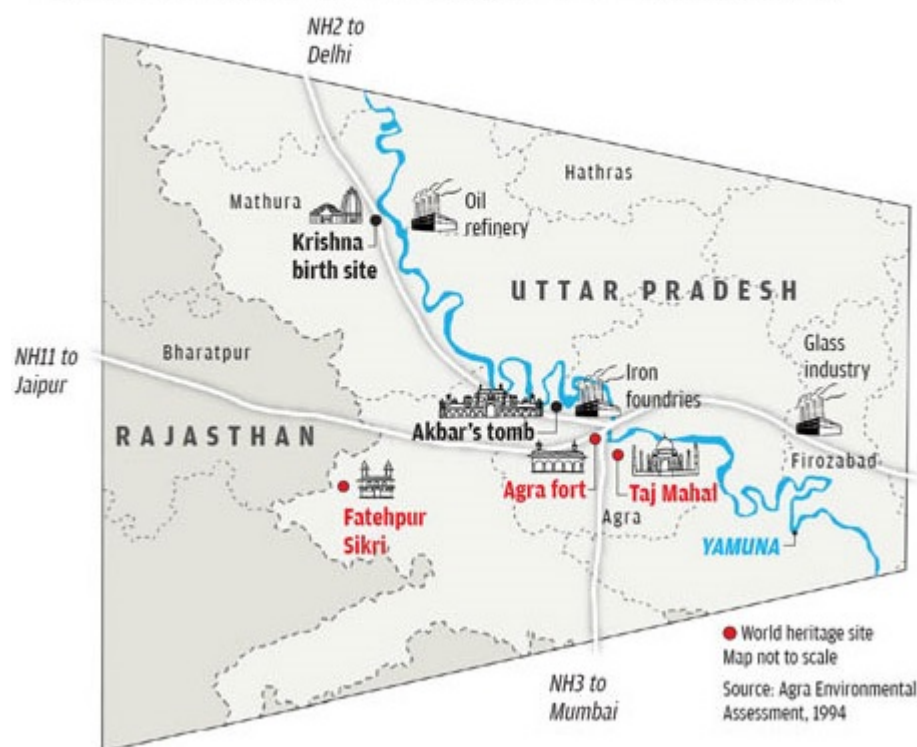 NH2 to
Delhi
Hathras
Mathura
Oil
refinery
Krishna
birth site
UTTAR PRADESH
NH11 to
Jaipur
Bharatpur
Glass
industry
Iron
foundries
Akbar's tomb
RAJASTHAN
Firozabad
Agra fort
Taj Mahal
Fatehpur
Sikri
Agra
YAMUNA
World heritage site
Map not to scale
Source: Agra Environmental
Assessment, 1994
NH3 to
Mumbai